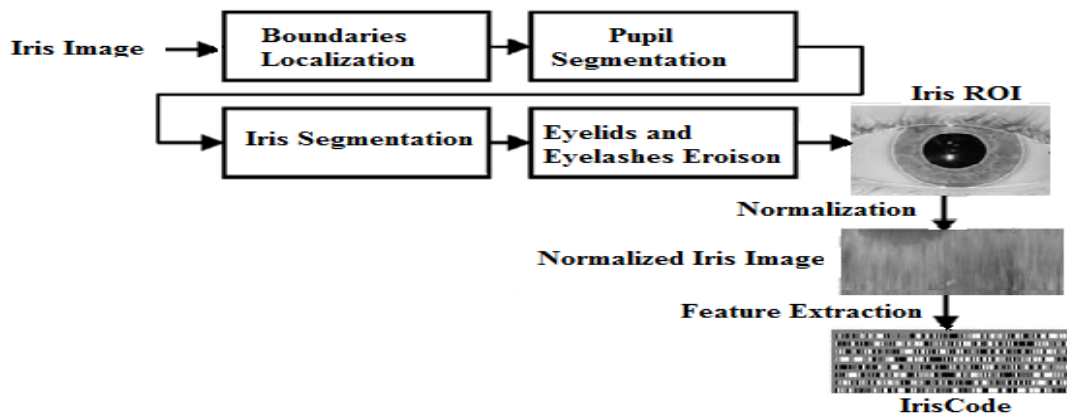 Iris Image
Boundaries
Localization
Pupil
Segmentation
Iris Segmentation
Eyelids and
Eyelashes Eroison
Iris ROI
Normalization
Normalized Iris Image
Feature Extraction
IrisCode